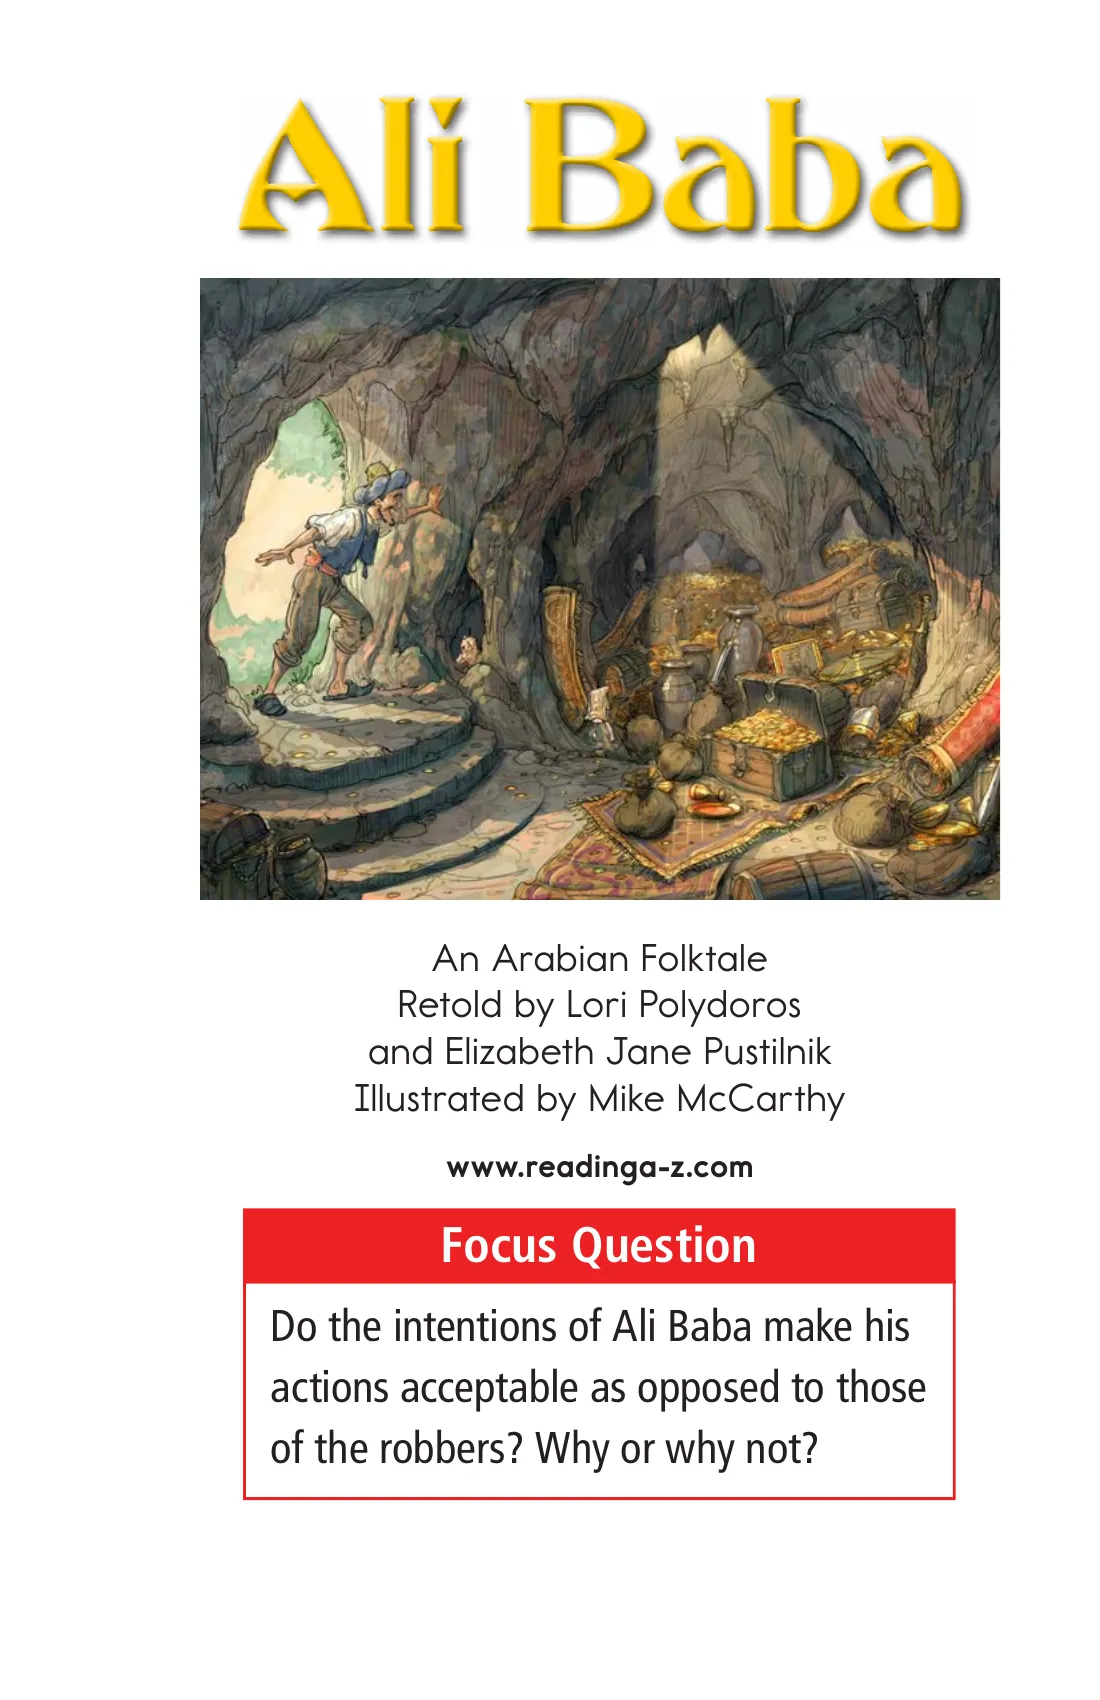 Ali Baba
An Arabian Folktale
Retold by Lori Polydoros
and Elizabeth Jane Pustilnik
Illustrated by Mike McCarthy
www.readinga-z.com
Focus Question
Do the intentions of Ali Baba make his
actions acceptable as opposed to those
of the robbers? Why or why not?